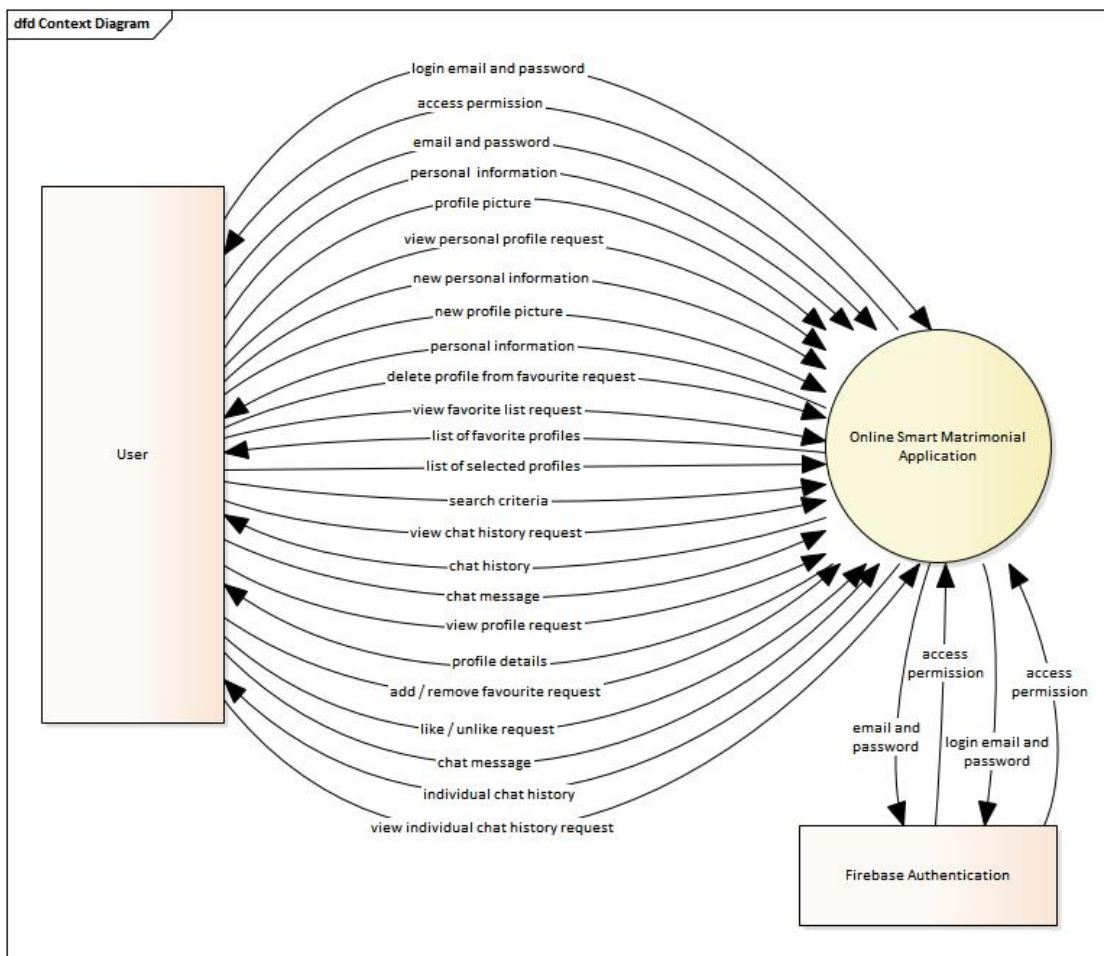 dfd Context Diagram
login email and password
access permission
email and password
personal information
profile picture
view personal profile request
new personal information
new profile picture
personal information
delete profile from favourite request
view favorite list request
list of favorite profiles
list of selected profiles
search criteria
view chat history request
chat history
chat message
view profile request
profile details
add / remove favourite request
like / unlike request
chat message
individual chat history
view individual chat history request
User
Online Smart Matrimonial
Application
email and
password
access
permission
login email and
password
access
permission
Firebase Authentication